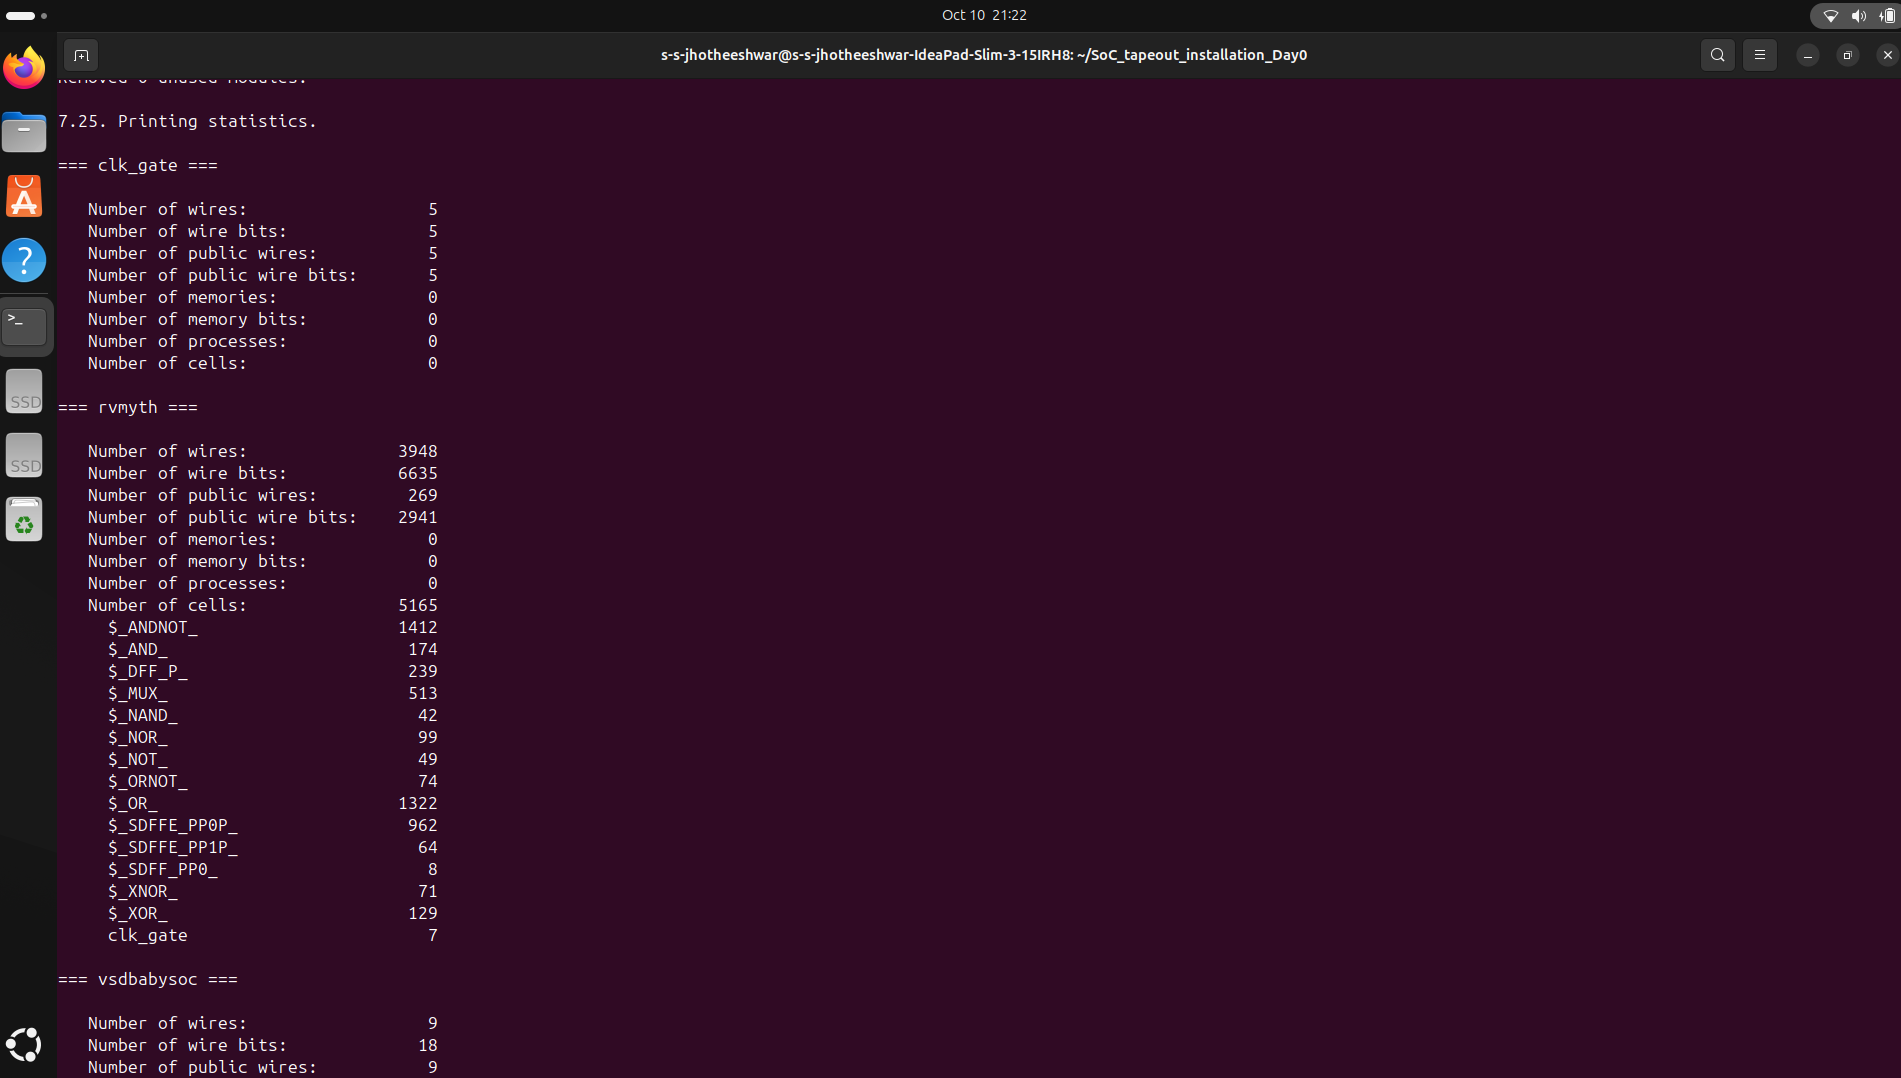 Oct 10 21:22
s-s-jhotheeshwar@s-s-jhotheeshwar-IdeaPad-Slim-3-15IRH8: ~/SoC_tapeout_installation_Day0
Removed 0 unused modules.
7.25. Printing statistics.
=== clk_gate ===
Number of wires: 5
Number of wire bits: 5
Number of public wires: 5
Number of public wire bits: 5
Number of memories: 0
Number of memory bits: 0
Number of processes: 0
Number of cells: 0
=== rvmyth ===
Number of wires: 3948
Number of wire bits: 6635
Number of public wires: 269
Number of public wire bits: 2941
Number of memories: 0
Number of memory bits: 0
Number of processes: 0
Number of cells: 5165
$_ANDNOT_ 1412
$_AND_ 174
$_DFF_P_ 239
$_MUX_ 513
$_NAND_ 42
$_NOR_ 99
$_NOT_ 49
$_ORNOT_ 74
$_OR_ 1322
$_SDFFE_PP0P_ 962
$_SDFFE_PP1P_ 64
$_SDFF_PP0_ 8
$_XNOR_ 71
$_XOR_ 129
clk_gate 7
=== vsdbabysoc ===
Number of wires: 9
Number of wire bits: 18
Number of public wires: 9
>_
SSD
SSD